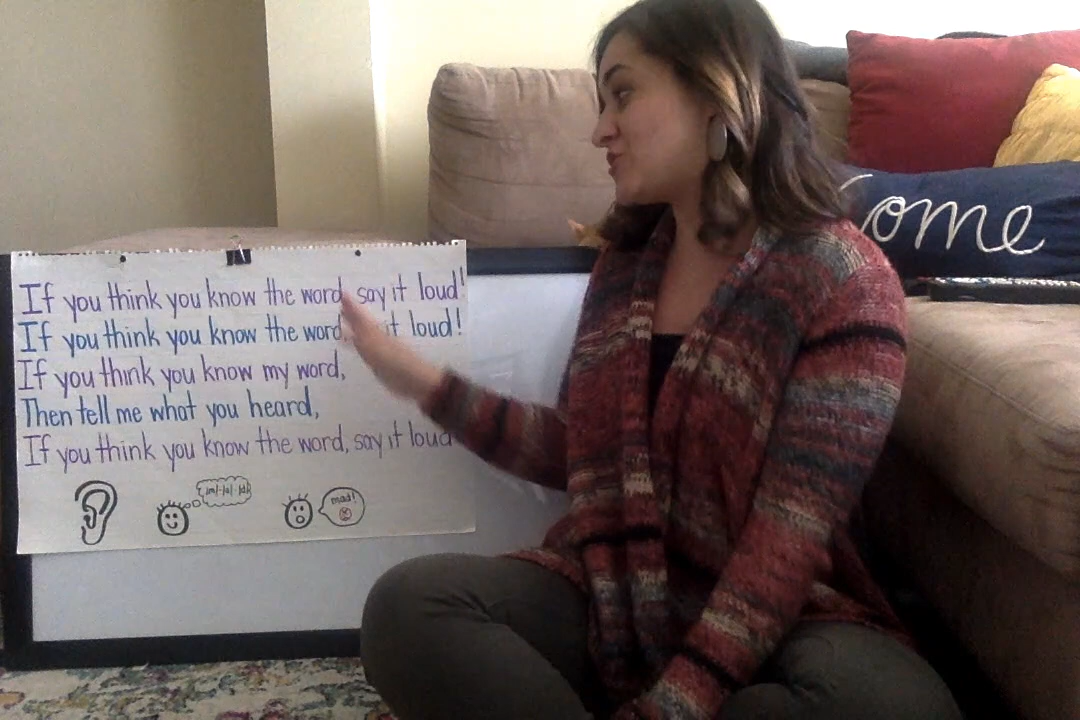 If you think you know the word, say it loud!
If you think you know the word, it loud!
If you think you know my word,
Then tell me what you heard,
If you think you know the word, say it loud
/m/-/a/-/d/
mad!
ome